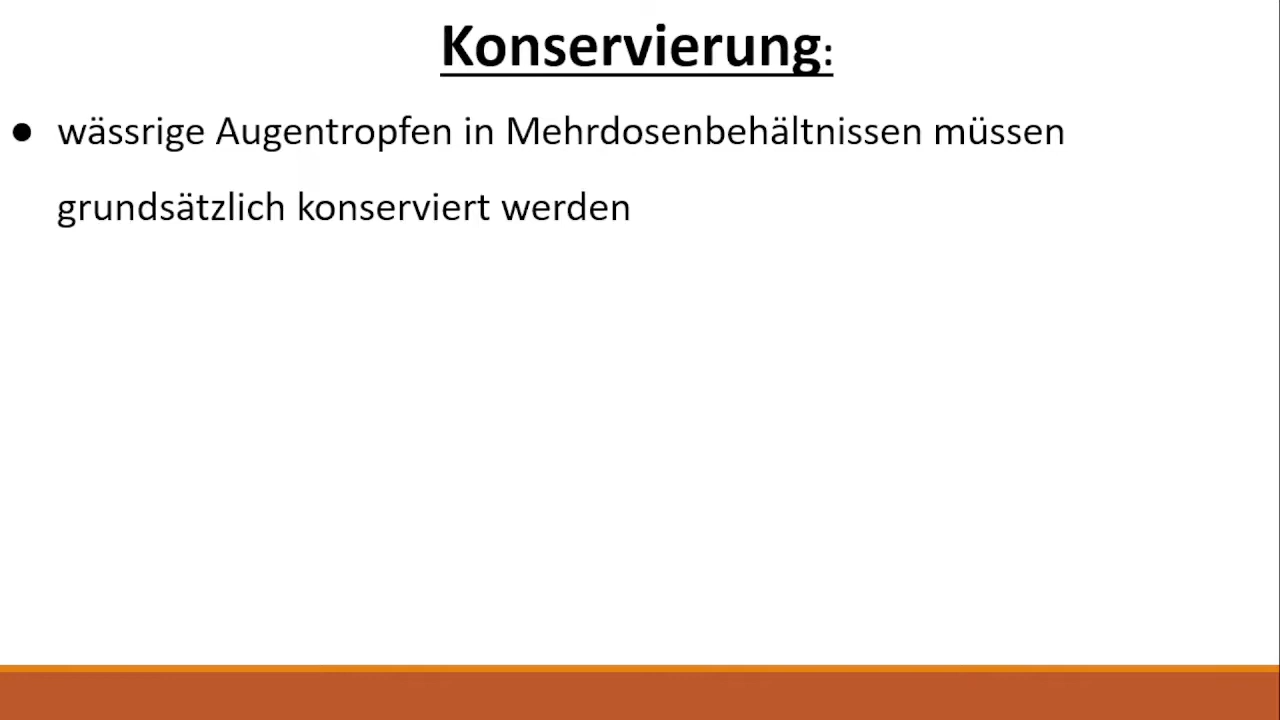 Konservierung:
● wässrige Augentropfen in Mehrdosenbehältnissen müssen
grundsätzlich konserviert werden